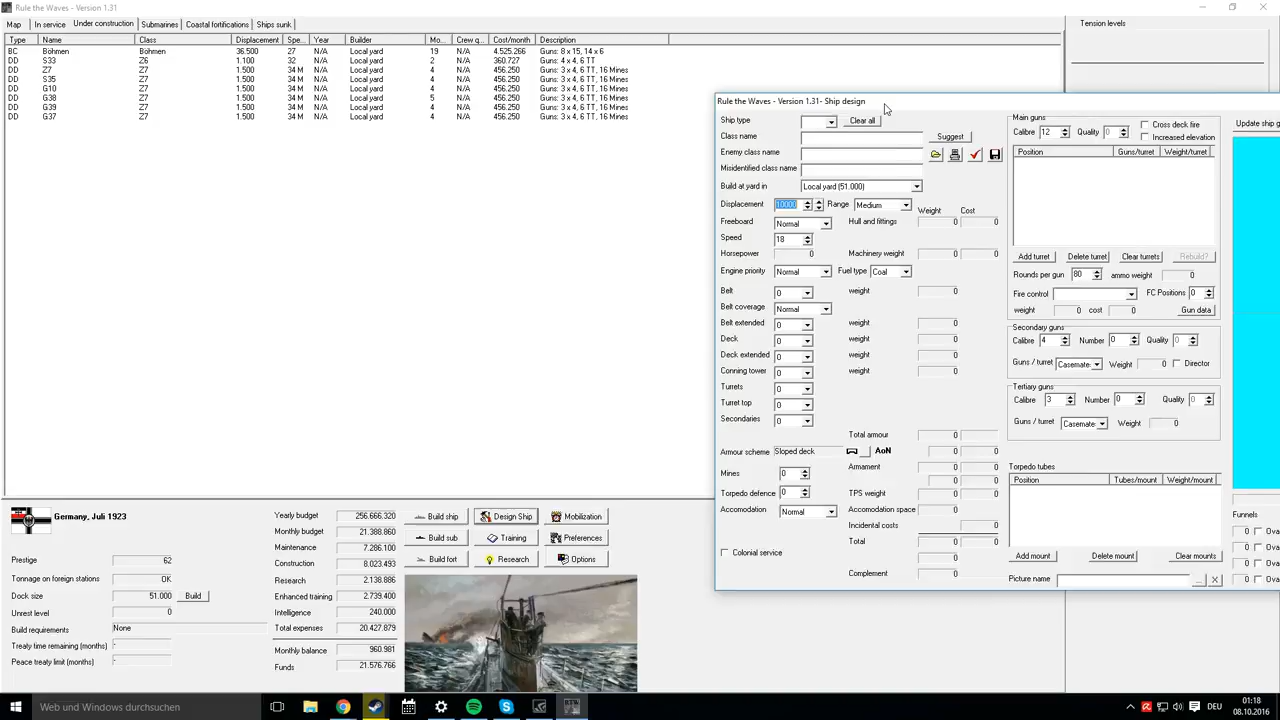 Rule the Waves - Version 1.31
Map In service Under construction Submarines Coastal fortifications Ships sunk
Type Name Class Displacement Spe... Year Builder Mo... Crew q... Cost/month Description
BC Böhmen Böhmen 36.500 27 N/A Local yard 19 N/A 4.525.266 Guns: 8 x 15, 14 x 6
DD S33 Z6 1.100 32 N/A Local yard 2 N/A 360.727 Guns: 4 x 4, 6 TT
DD Z7 Z7 1.500 34 M N/A Local yard 4 N/A 456.250 Guns: 3 x 4, 6 TT, 16 Mines
DD S35 Z7 1.500 34 M N/A Local yard 4 N/A 456.250 Guns: 3 x 4, 6 TT, 16 Mines
DD G10 Z7 1.500 34 M N/A Local yard 4 N/A 456.250 Guns: 3 x 4, 6 TT, 16 Mines
DD G38 Z7 1.500 34 M N/A Local yard 5 N/A 456.250 Guns: 3 x 4, 6 TT, 16 Mines
DD G39 Z7 1.500 34 M N/A Local yard 4 N/A 456.250 Guns: 3 x 4, 6 TT, 16 Mines
DD G37 Z7 1.500 34 M N/A Local yard 4 N/A 456.250 Guns: 3 x 4, 6 TT, 16 Mines
Tension levels
Rule the Waves - Version 1.31- Ship design
Ship type Clear all
Class name Suggest
Enemy class name
Misidentified class name
Build at yard in Local yard (51.000)
Displacement 10000 Range Medium Weight Cost
Freeboard Normal Hull and fittings 0 0
Speed 18
Horsepower 0 Machinery weight 0 0
Engine priority Normal Fuel type Coal
Belt 0 weight 0
Belt coverage Normal
Belt extended 0 weight 0
Deck 0 weight 0
Deck extended 0 weight 0
Conning tower 0 weight 0
Turrets 0
Turret top 0
Secondaries 0
Total armour 0 0
Armour scheme Sloped deck AoN 0 0
Mines 0 Armament 0 0
0 0
Torpedo defence 0 TPS weight 0 0
Accomodation Normal Accomodation space 0
Incidental costs 0
Total 0 0
Colonial service 0
Complement 0
Main guns
Calibre 12 Quality 0 Cross deck fire
Increased elevation
Position Guns/turret Weight/turret
Add turret Delete turret Clear turrets Rebuild?
Rounds per gun 80 ammo weight 0
Fire control FC Positions 0
weight 0 cost 0 Gun data
Secondary guns
Calibre 4 Number 0 Quality 0
Guns / turret Casemate: Weight 0 Director
Tertiary guns
Calibre 3 Number 0 Quality 0
Guns / turret Casemate: Weight 0
Torpedo tubes
Position Tubes/mount Weight/mount
Add mount Delete mount Clear mounts
Picture name ...
Update ship g
Funnels
0 Ova
0 Ova
0 Ova
0 Ova
Germany, Juli 1923
Prestige 62
Tonnage on foreign stations OK
Dock size 51.000 Build
Unrest level 0
Build requirements None
Treaty time remaining (months) -
Peace treaty limit (months) -
Yearly budget 256.666.320
Monthly budget 21.388.860
Maintenance 7.286.100
Construction 8.023.493
Research 2.138.886
Enhanced training 2.739.400
Intelligence 240.000
Total expenses 20.427.879
Monthly balance 960.981
Funds 21.576.766
Build ship Design Ship Mobilization
Build sub Training Preferences
Build fort Research Options
Web und Windows durchsuchen
DEU
01:18
08.10.2016